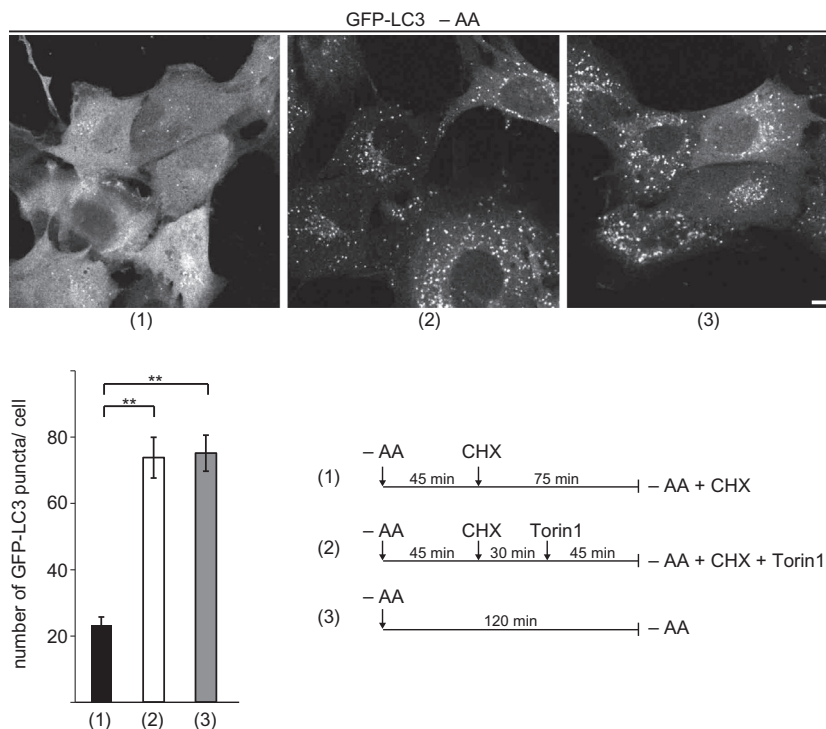 GFP-LC3 – AA
(1) (2) (3)
** 
**
number of GFP-LC3 puncta/ cell
80
60
40
20
(1) (2) (3)
– AA CHX
(1) 45 min 75 min – AA + CHX
– AA CHX Torin1
(2) 45 min 30 min 45 min – AA + CHX + Torin1
– AA
(3) 120 min – AA